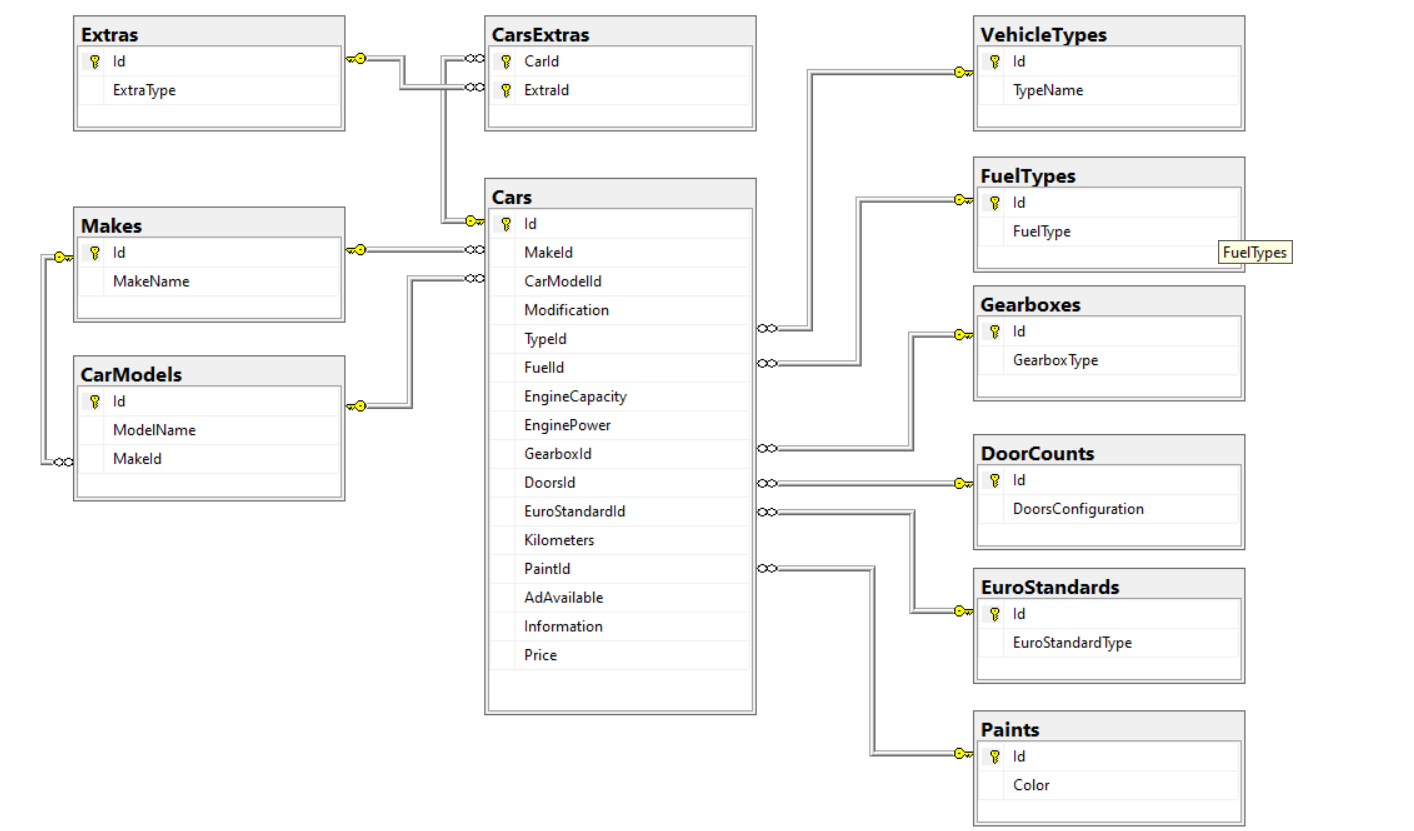 Extras
Id
ExtraType
CarsExtras
CarId
ExtraId
VehicleTypes
Id
TypeName
Makes
Id
MakeName
CarModels
Id
ModelName
MakeId
Cars
Id
MakeId
CarModelId
Modification
TypeId
FuelId
EngineCapacity
EnginePower
GearboxId
DoorsId
EuroStandardId
Kilometers
PaintId
AdAvailable
Information
Price
FuelTypes
Id
FuelType
FuelTypes
Gearboxes
Id
GearboxType
DoorCounts
Id
DoorsConfiguration
EuroStandards
Id
EuroStandardType
Paints
Id
Color